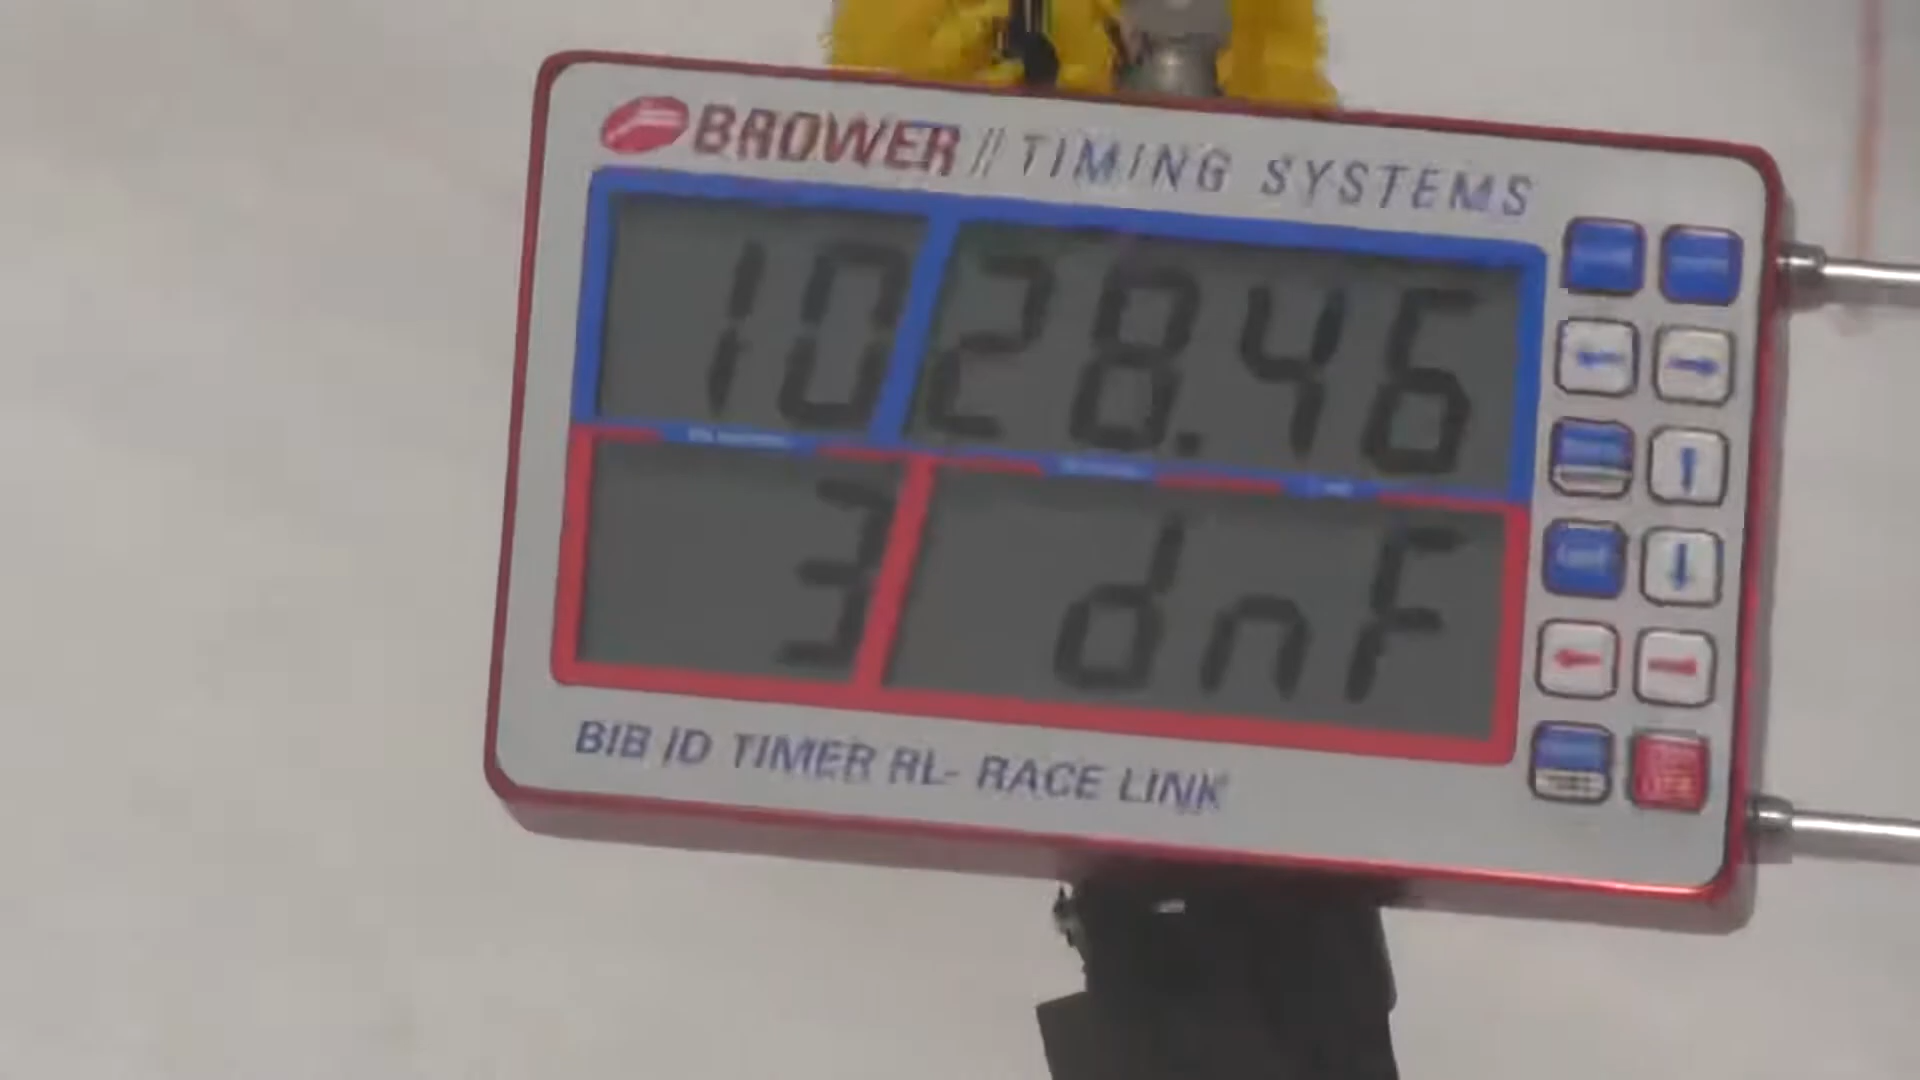 BROWER // TIMING SYSTEMS
10 28.46
3 dnF
BIB ID TIMER RL- RACE LINK